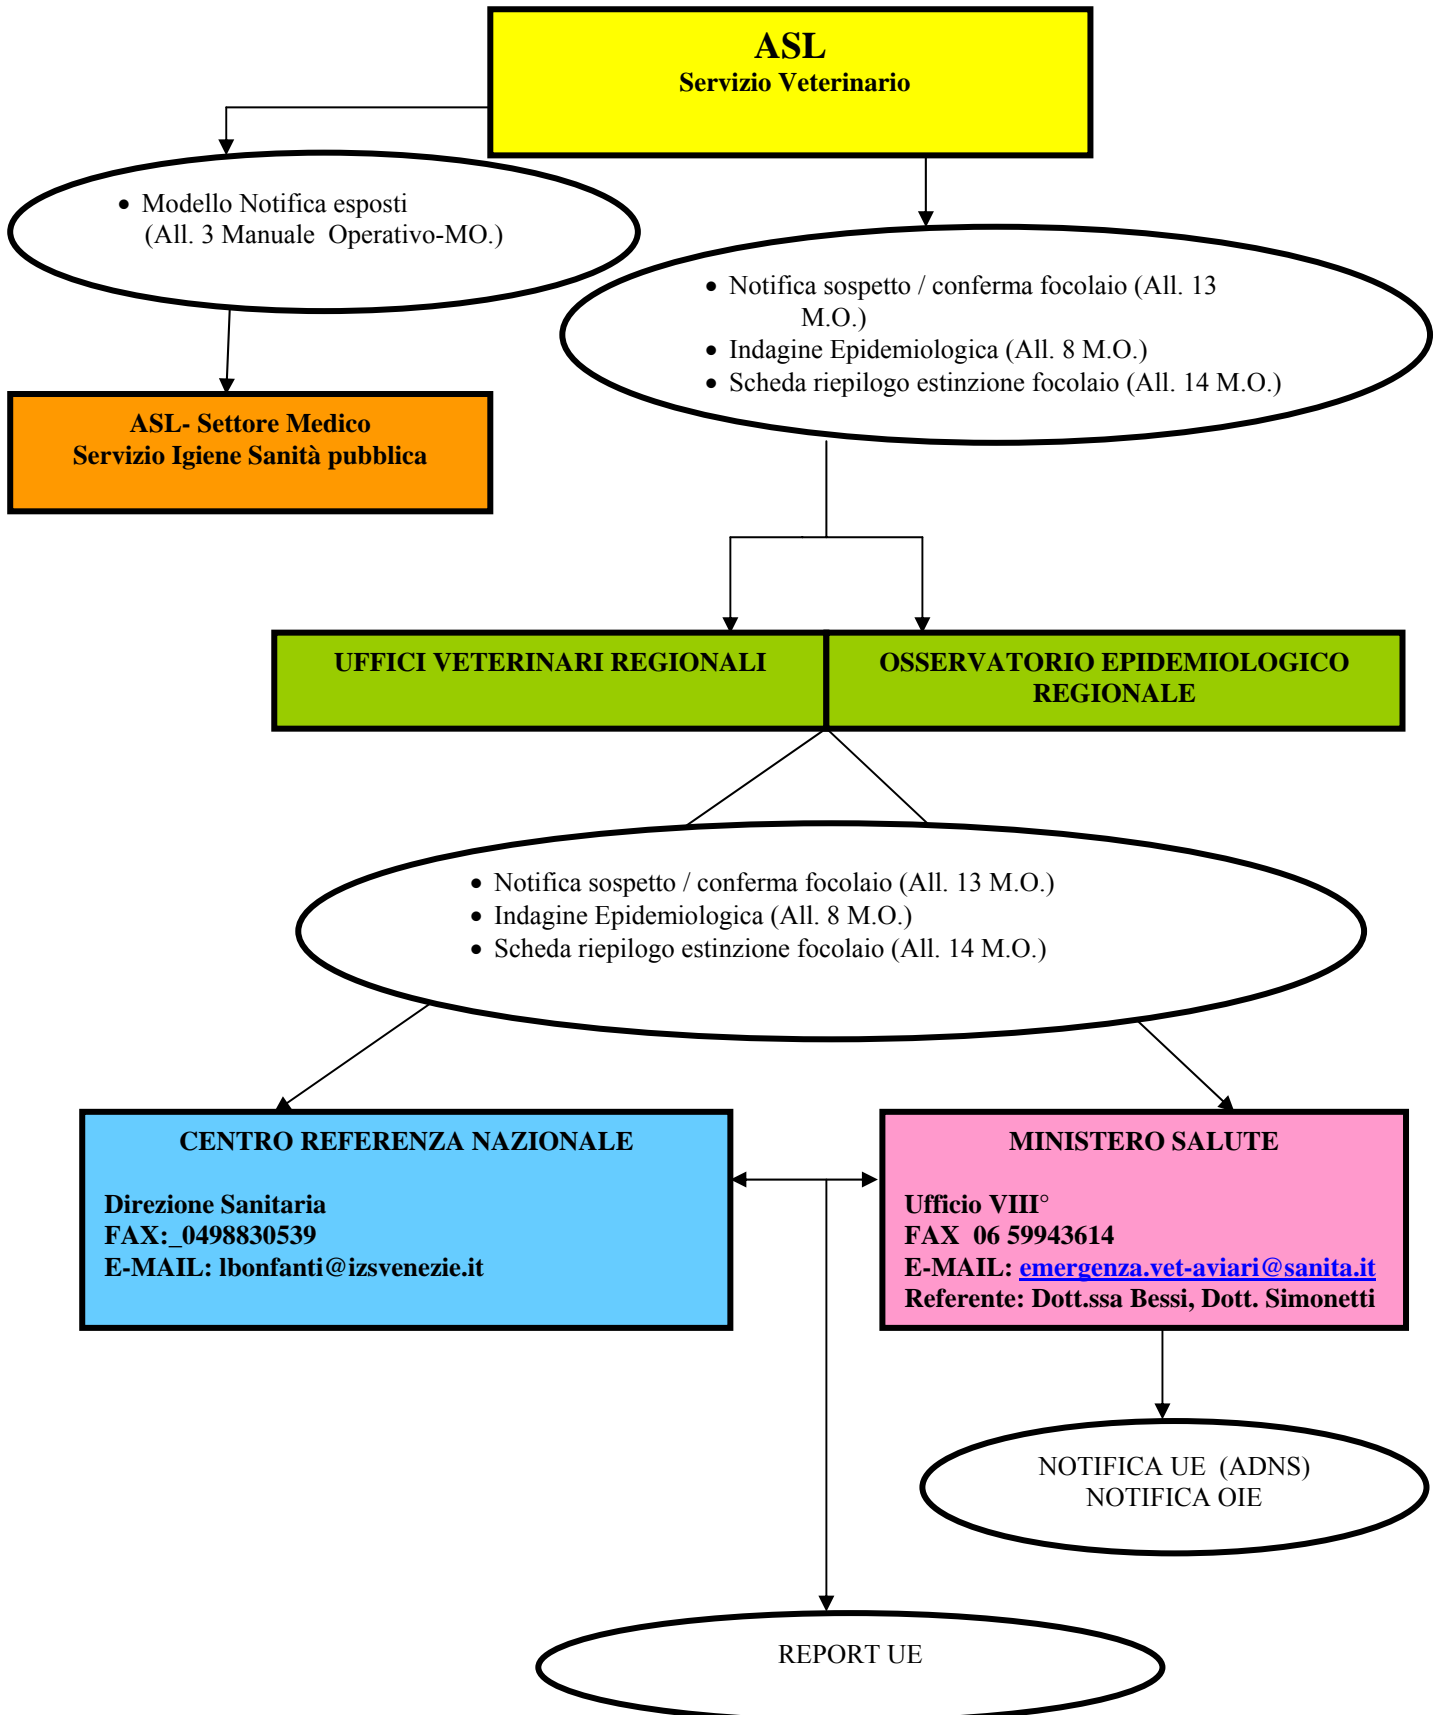 ASL
Servizio Veterinario
• Modello Notifica esposti
(All. 3 Manuale Operativo-MO.)
• Notifica sospetto / conferma focolaio (All. 13
M.O.)
• Indagine Epidemiologica (All. 8 M.O.)
• Scheda riepilogo estinzione focolaio (All. 14 M.O.)
ASL- Settore Medico
Servizio Igiene Sanità pubblica
UFFICI VETERINARI REGIONALI
OSSERVATORIO EPIDEMIOLOGICO
REGIONALE
• Notifica sospetto / conferma focolaio (All. 13 M.O.)
• Indagine Epidemiologica (All. 8 M.O.)
• Scheda riepilogo estinzione focolaio (All. 14 M.O.)
CENTRO REFERENZA NAZIONALE
Direzione Sanitaria
FAX:_0498830539
E-MAIL: lbonfanti@izsvenezie.it
MINISTERO SALUTE
Ufficio VIII°
FAX 06 59943614
E-MAIL: emergenza.vet-aviari@sanita.it
Referente: Dott.ssa Bessi, Dott. Simonetti
NOTIFICA UE (ADNS)
NOTIFICA OIE
REPORT UE